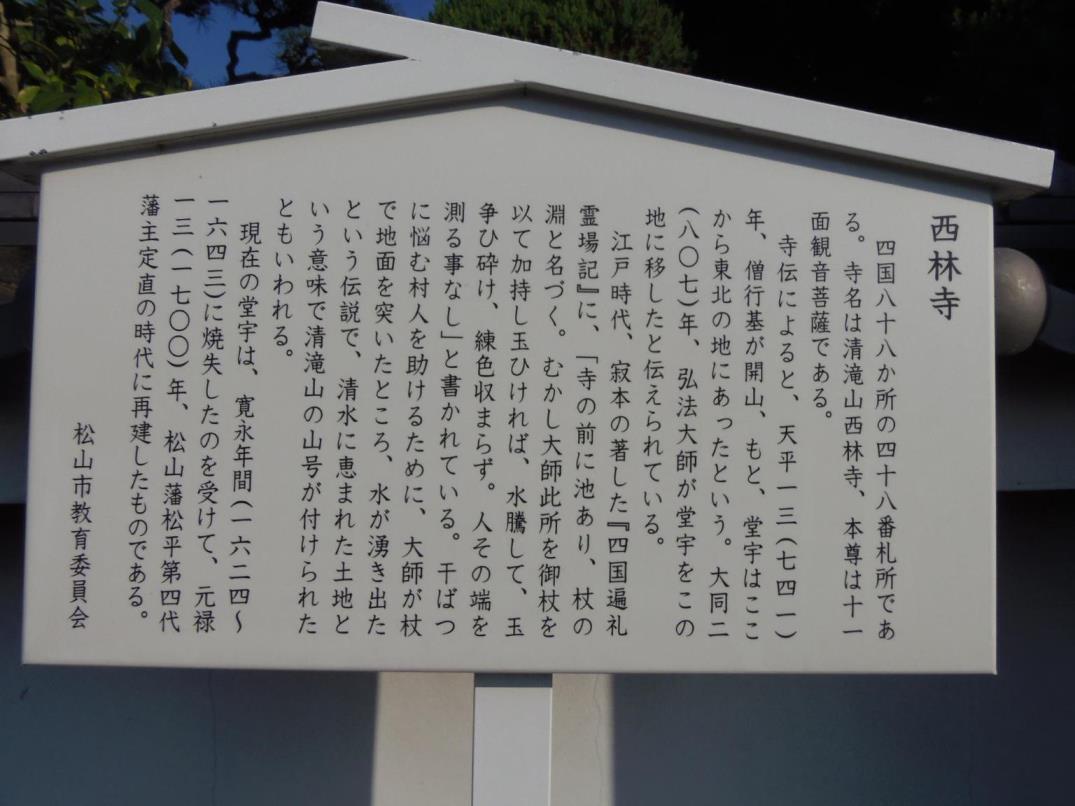 西林寺
四国八十八か所の四十八番札所であ
る。寺名は清滝山西林寺、本尊は十一
面観音菩薩である。
寺伝によると、天平一三(七四一)
年、僧行基が開山、もと、堂宇はここ
から東北の地にあったという。大同二
(八〇七)年、弘法大師が堂宇をこの
地に移したと伝えられている。
江戸時代、寂本の著した『四国遍礼
霊場記』に、「寺の前に池あり、杖の
淵と名づく。むかし大師此所を御杖を
以て加持し玉ひければ、水騰して、玉
争ひ砕け、練色収まらず。人その端を
測る事なし」と書かれている。干ばつ
に悩む村人を助けるために、大師が杖
で地面を突いたところ、水が湧き出た
という伝説で、清水に恵まれた土地と
いう意味で清滝山の山号が付けられた
ともいわれる。
現在の堂宇は、寛永年間(一六二四～
一六四三)に焼失したのを受けて、元禄
一三(一七〇〇)年、松山藩松平第四代
藩主定直の時代に再建したものである。
松山市教育委員会